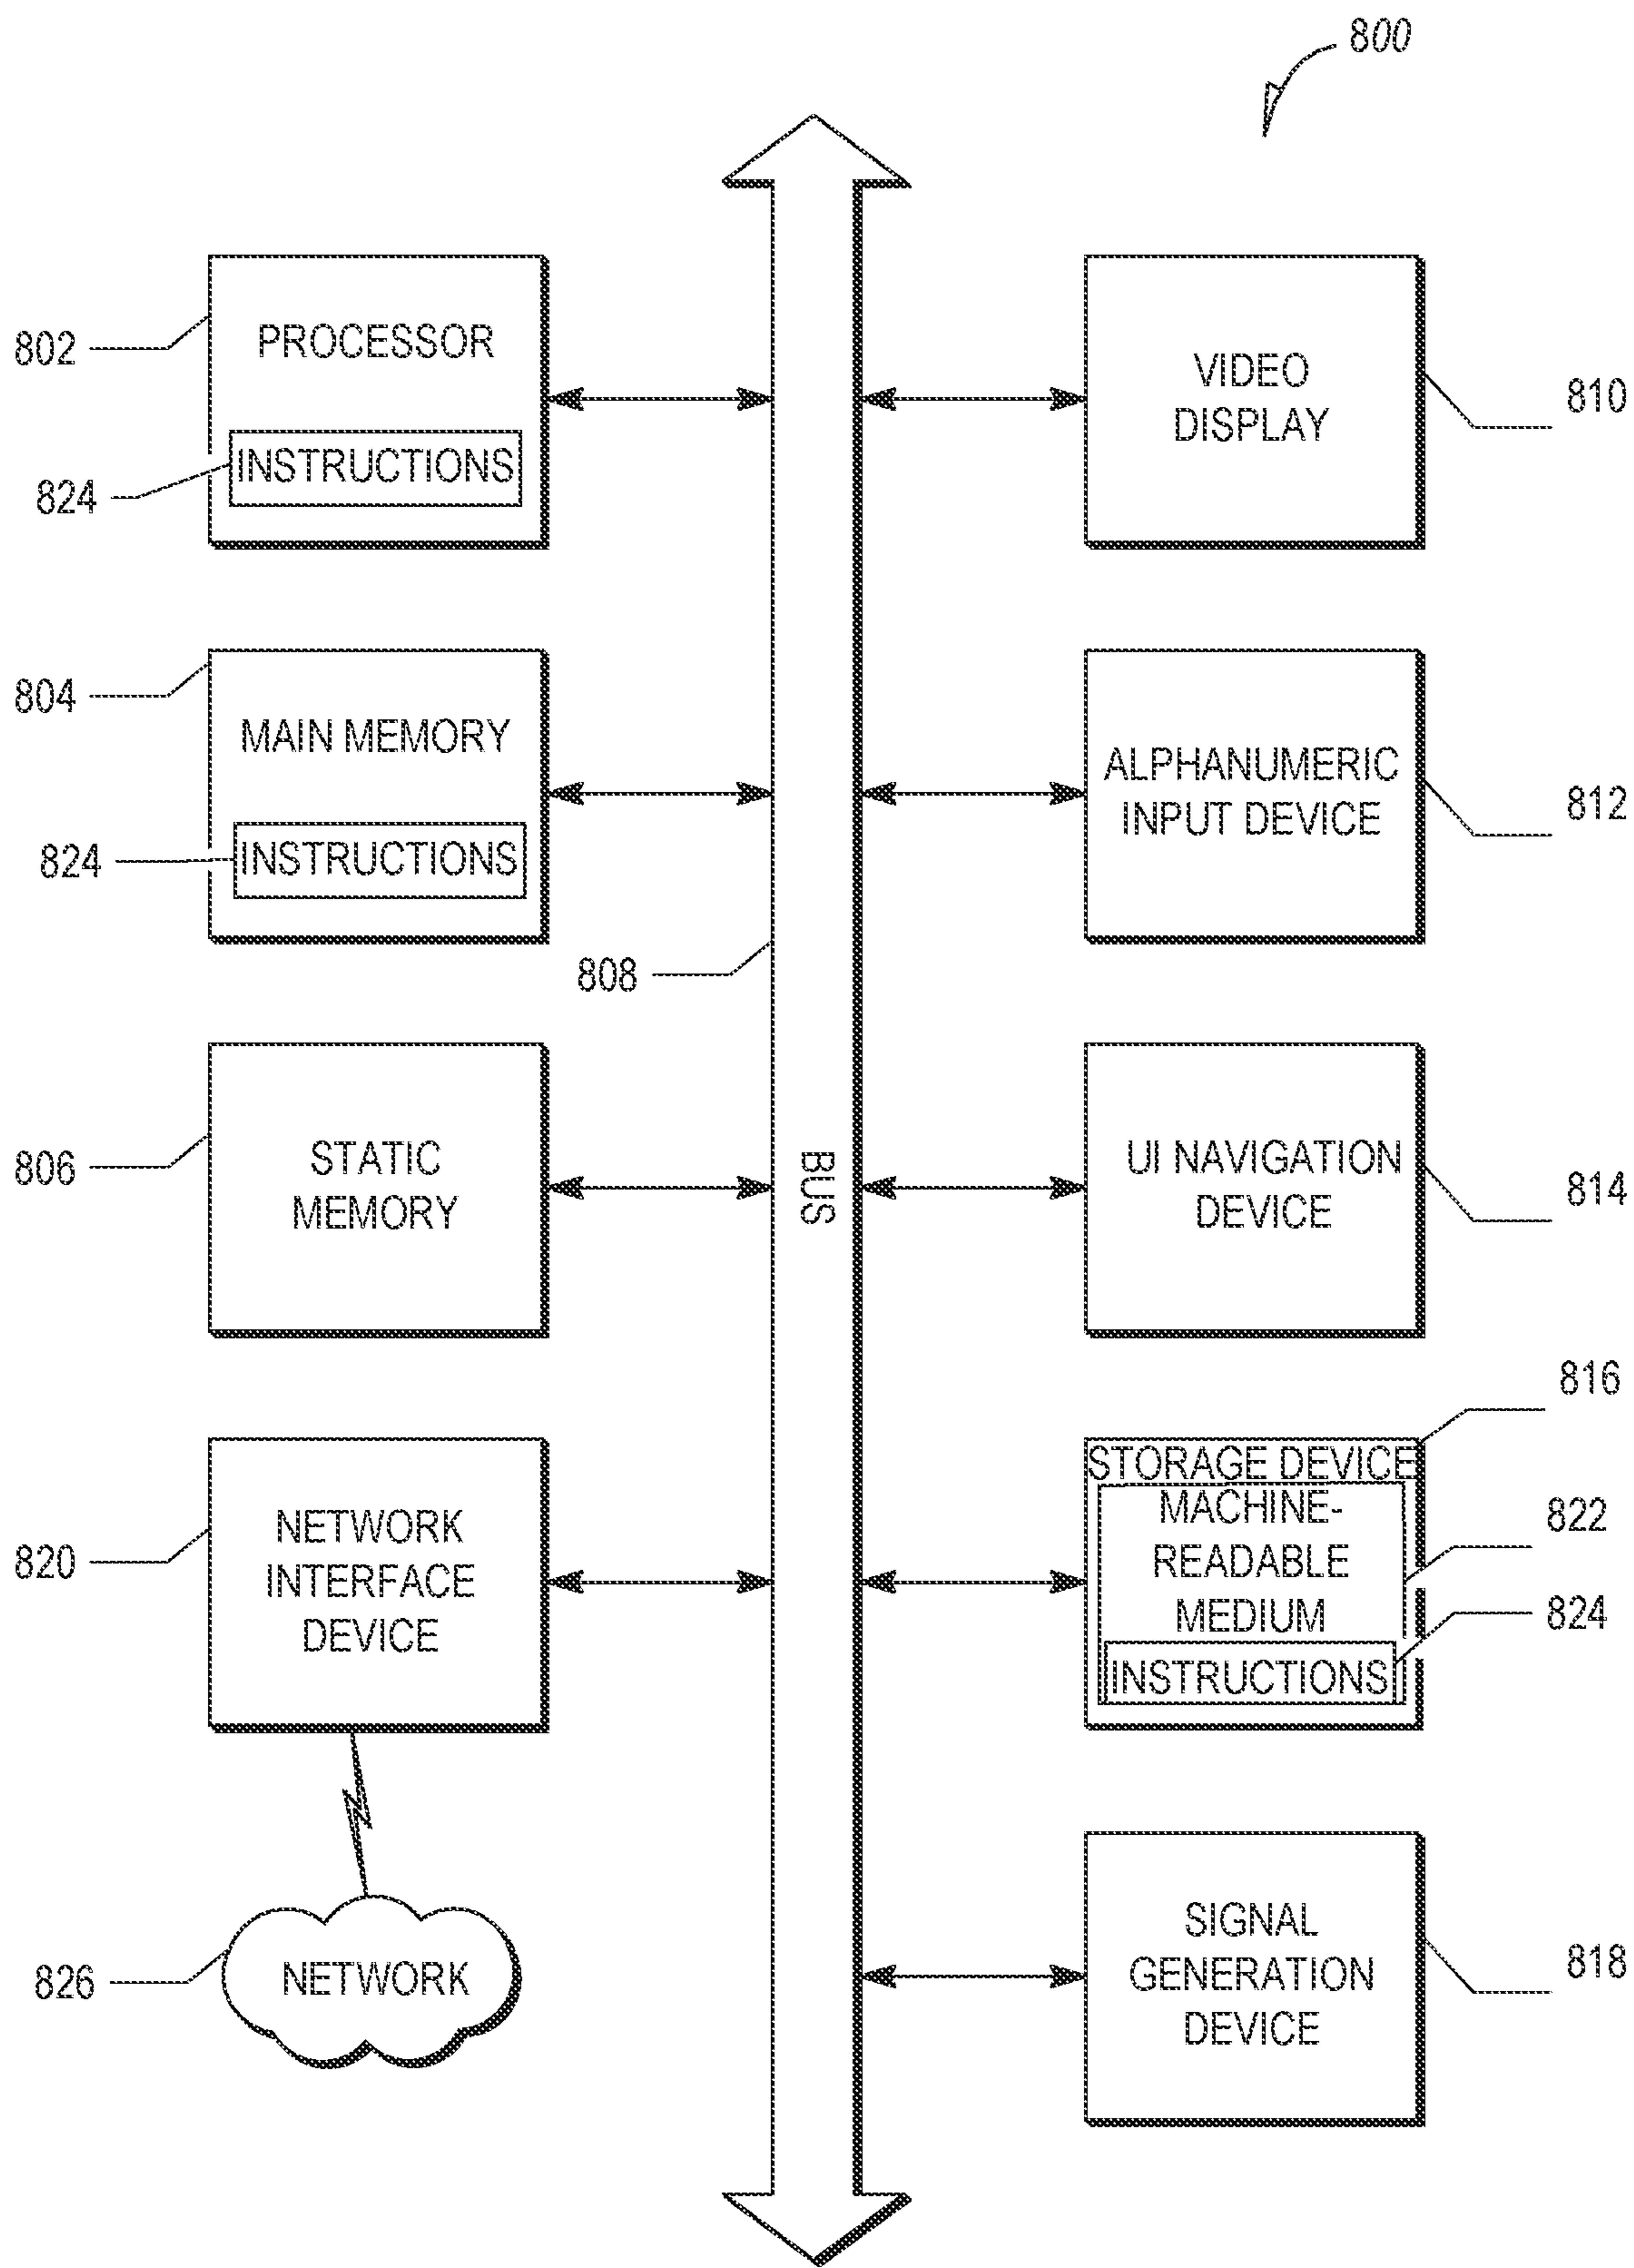 800
802
PROCESSOR
824
INSTRUCTIONS
VIDEO
DISPLAY
810
804
MAIN MEMORY
824
INSTRUCTIONS
ALPHANUMERIC
INPUT DEVICE
812
808
BUS
806
STATIC
MEMORY
UI NAVIGATION
DEVICE
814
820
NETWORK
INTERFACE
DEVICE
816
STORAGE DEVICE
MACHINE-
READABLE
MEDIUM
822
824
INSTRUCTIONS
826
NETWORK
SIGNAL
GENERATION
DEVICE
818